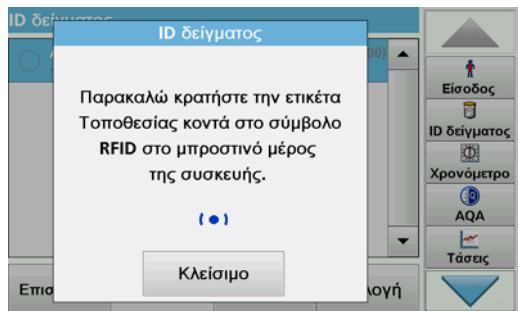 ID δείγματος
Παρακαλώ κρατήστε την ετικέτα
Τοποθεσίας κοντά στο σύμβολο
RFID στο μπροστινό μέρος
της συσκευής.
Κλείσιμο
Είσοδος
ID δείγματος
Χρονόμετρο
AQA
Τάσεις